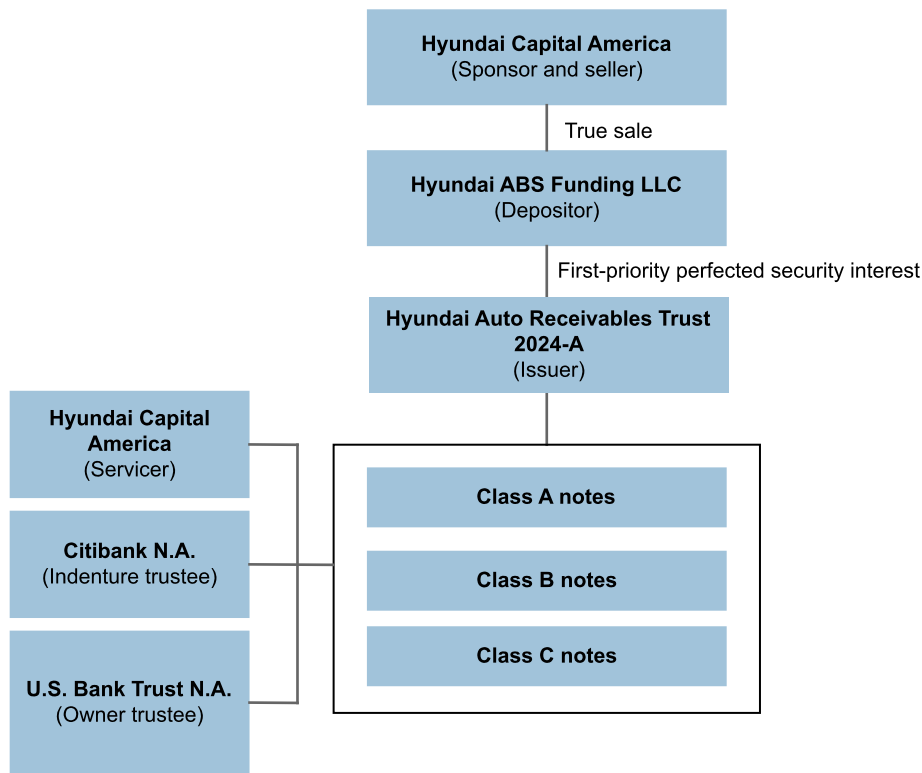 Hyundai Capital America
(Sponsor and seller)
True sale
Hyundai ABS Funding LLC
(Depositor)
First-priority perfected security interest
Hyundai Auto Receivables Trust
2024-A
(Issuer)
Hyundai Capital
America
(Servicer)
Citibank N.A.
(Indenture trustee)
U.S. Bank Trust N.A.
(Owner trustee)
Class A notes
Class B notes
Class C notes